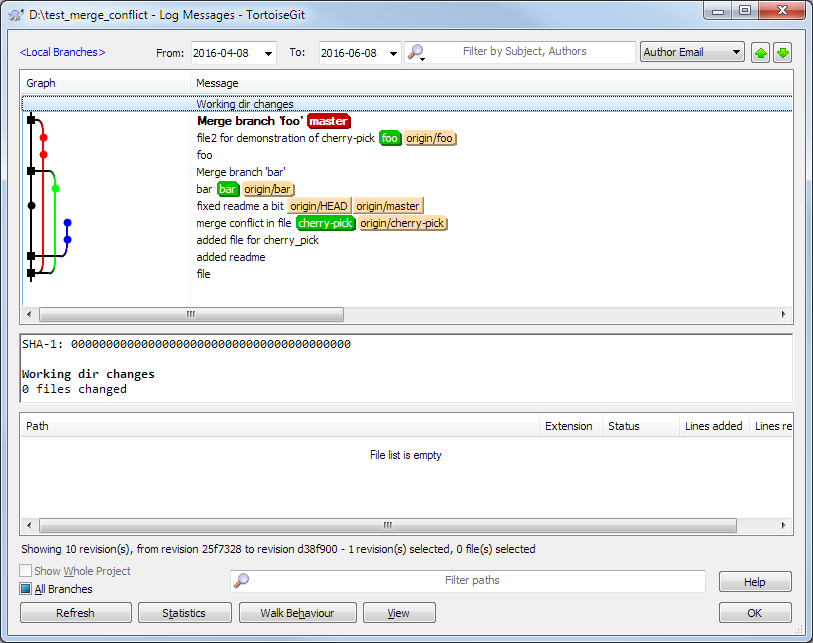 D:\test_merge_conflict - Log Messages - TortoiseGit
<Local Branches> From: 2016-04-08 To: 2016-06-08 Filter by Subject, Authors Author Email
Graph Message
Working dir changes
Merge branch 'foo' master
file2 for demonstration of cherry-pick foo origin/foo
foo
Merge branch 'bar'
bar bar origin/bar
fixed readme a bit origin/HEAD origin/master
merge conflict in file cherry-pick origin/cherry-pick
added file for cherry_pick
added readme
file
SHA-1: 0000000000000000000000000000000000000000
Working dir changes
0 files changed
Path Extension Status Lines added Lines re
File list is empty
Showing 10 revision(s), from revision 25f7328 to revision d38f900 - 1 revision(s) selected, 0 file(s) selected
Show Whole Project
All Branches Filter paths Help
Refresh Statistics Walk Behaviour View OK